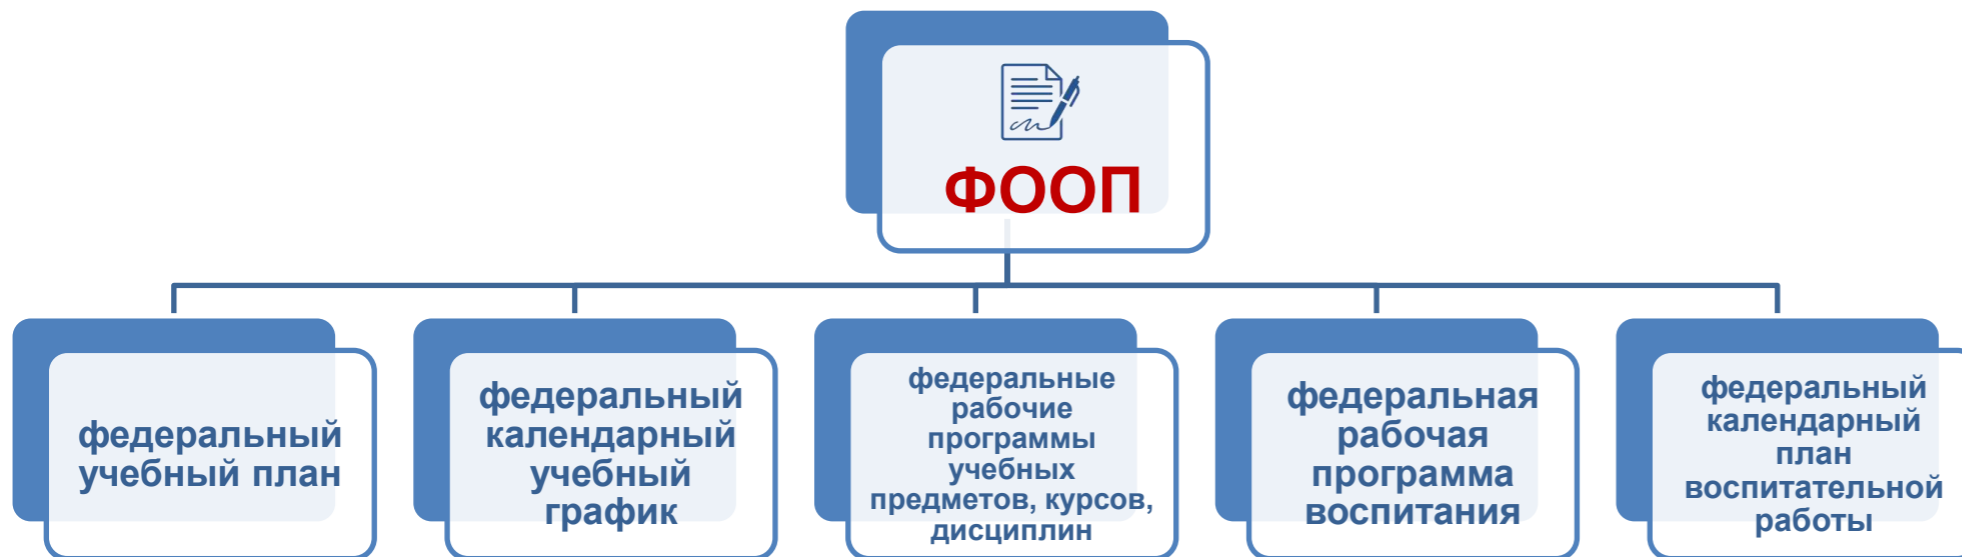 ФООП
федеральный
учебный план
федеральный
календарный
учебный
график
федеральные
рабочие
программы
учебных
предметов, курсов,
дисциплин
федеральная
рабочая
программа
воспитания
федеральный
календарный
план
воспитательной
работы